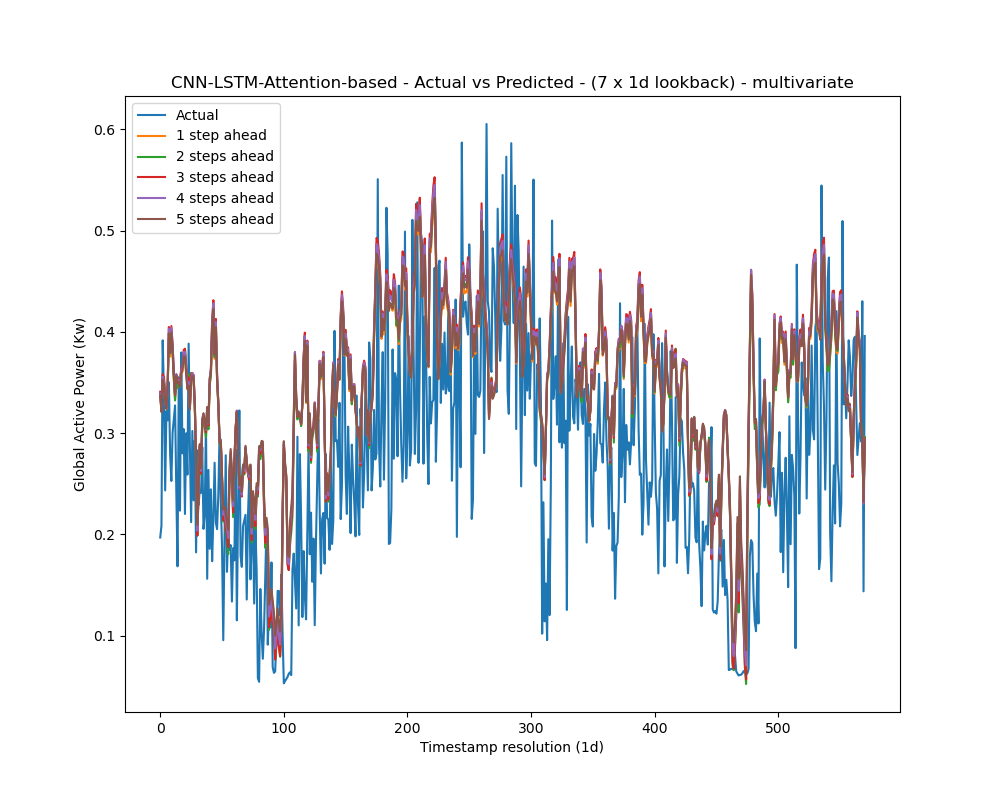 CNN-LSTM-Attention-based - Actual vs Predicted - (7 x 1d lookback) - multivariate
Actual
1 step ahead
2 steps ahead
3 steps ahead
4 steps ahead
5 steps ahead
0.6
0.5
0.4
0.3
0.2
0.1
Global Active Power (Kw)
0 100 200 300 400 500
Timestamp resolution (1d)